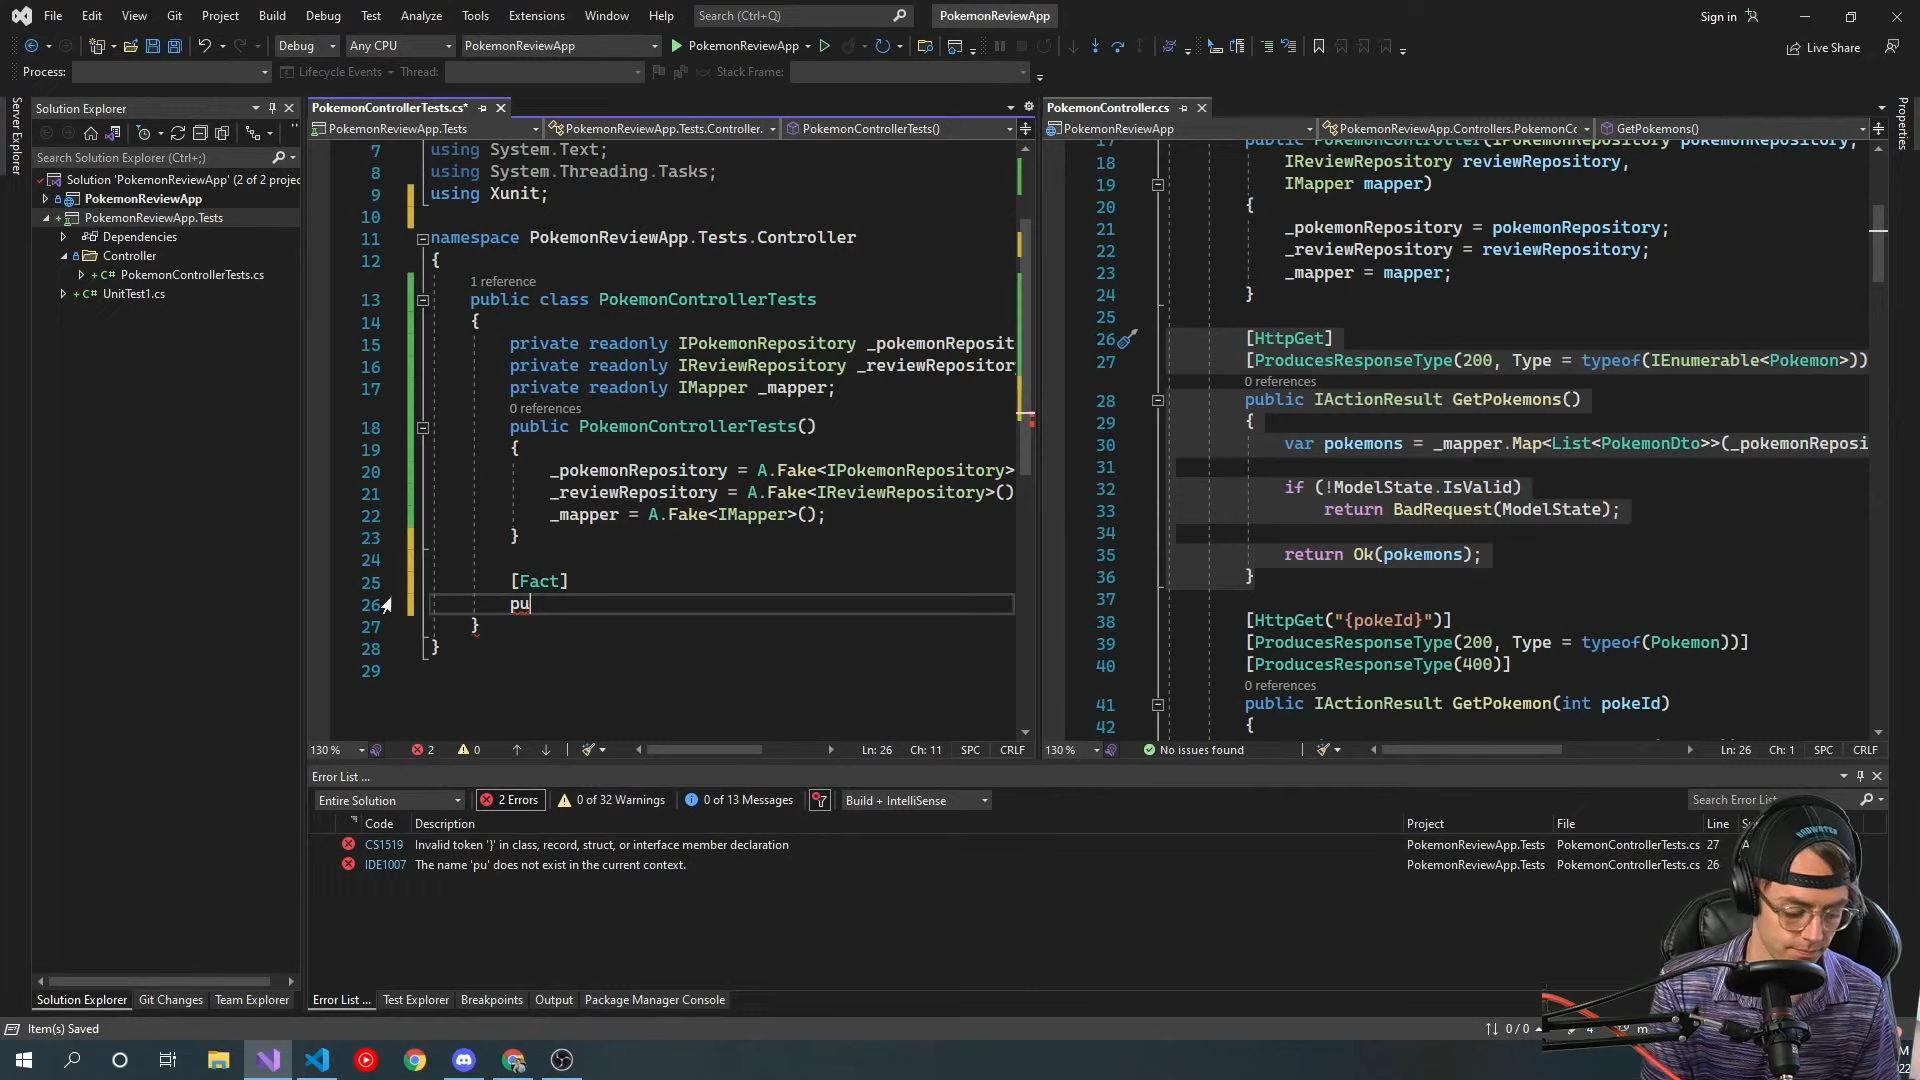 File Edit View Git Project Build Debug Test Analyze Tools Extensions Window Help Search (Ctrl+Q) PokemonReviewApp Sign in
Debug Any CPU PokemonReviewApp PokemonReviewApp Live Share
Process: Lifecycle Events Thread: Stack Frame:
Server Explorer
Solution Explorer
Search Solution Explorer (Ctrl+;)
Solution 'PokemonReviewApp' (2 of 2 projec
PokemonReviewApp
PokemonReviewApp.Tests
Dependencies
Controller
PokemonControllerTests.cs
UnitTest1.cs
Solution Explorer Git Changes Team Explorer
PokemonControllerTests.cs*
PokemonReviewApp.Tests PokemonReviewApp.Tests.Controller. PokemonControllerTests()
7 using System.Text;
8 using System.Threading.Tasks;
9 using Xunit;
10
11 namespace PokemonReviewApp.Tests.Controller
12 {
1 reference
13 public class PokemonControllerTests
14 {
15 private readonly IPokemonRepository _pokemonReposit
16 private readonly IReviewRepository _reviewRepositor
17 private readonly IMapper _mapper;
0 references
18 public PokemonControllerTests()
19 {
20 _pokemonRepository = A.Fake<IPokemonRepository>
21 _reviewRepository = A.Fake<IReviewRepository>()
22 _mapper = A.Fake<IMapper>();
23 }
24
25 [Fact]
26 pu
27 }
28 }
29
130 % 2 0 Ln: 26 Ch: 11 SPC CRLF
PokemonController.cs
PokemonReviewApp PokemonReviewApp.Controllers.PokemonCc GetPokemons()
17 public PokemonController(IPokemonRepository pokemonRepository,
18 IReviewRepository reviewRepository,
19 IMapper mapper)
20 {
21 _pokemonRepository = pokemonRepository;
22 _reviewRepository = reviewRepository;
23 _mapper = mapper;
24 }
25
26 [HttpGet]
27 [ProducesResponseType(200, Type = typeof(IEnumerable<Pokemon>))
0 references
28 public IActionResult GetPokemons()
29 {
30 var pokemons = _mapper.Map<List<PokemonDto>>(_pokemonReposi
31
32 if (!ModelState.IsValid)
33 return BadRequest(ModelState);
34
35 return Ok(pokemons);
36 }
37
38 [HttpGet("{pokeId}")]
39 [ProducesResponseType(200, Type = typeof(Pokemon))]
40 [ProducesResponseType(400)]
0 references
41 public IActionResult GetPokemon(int pokeId)
42 {
130 % No issues found Ln: 26 Ch: 1 SPC CRLF
Properties
Error List ...
Entire Solution 2 Errors 0 of 32 Warnings 0 of 13 Messages Build + IntelliSense Search Error List
Code Description Project File Line
CS1519 Invalid token '}' in class, record, struct, or interface member declaration PokemonReviewApp.Tests PokemonControllerTests.cs 27
IDE1007 The name 'pu' does not exist in the current context. PokemonReviewApp.Tests PokemonControllerTests.cs 26
Error List ... Test Explorer Breakpoints Output Package Manager Console
Item(s) Saved 0 / 0 4 m